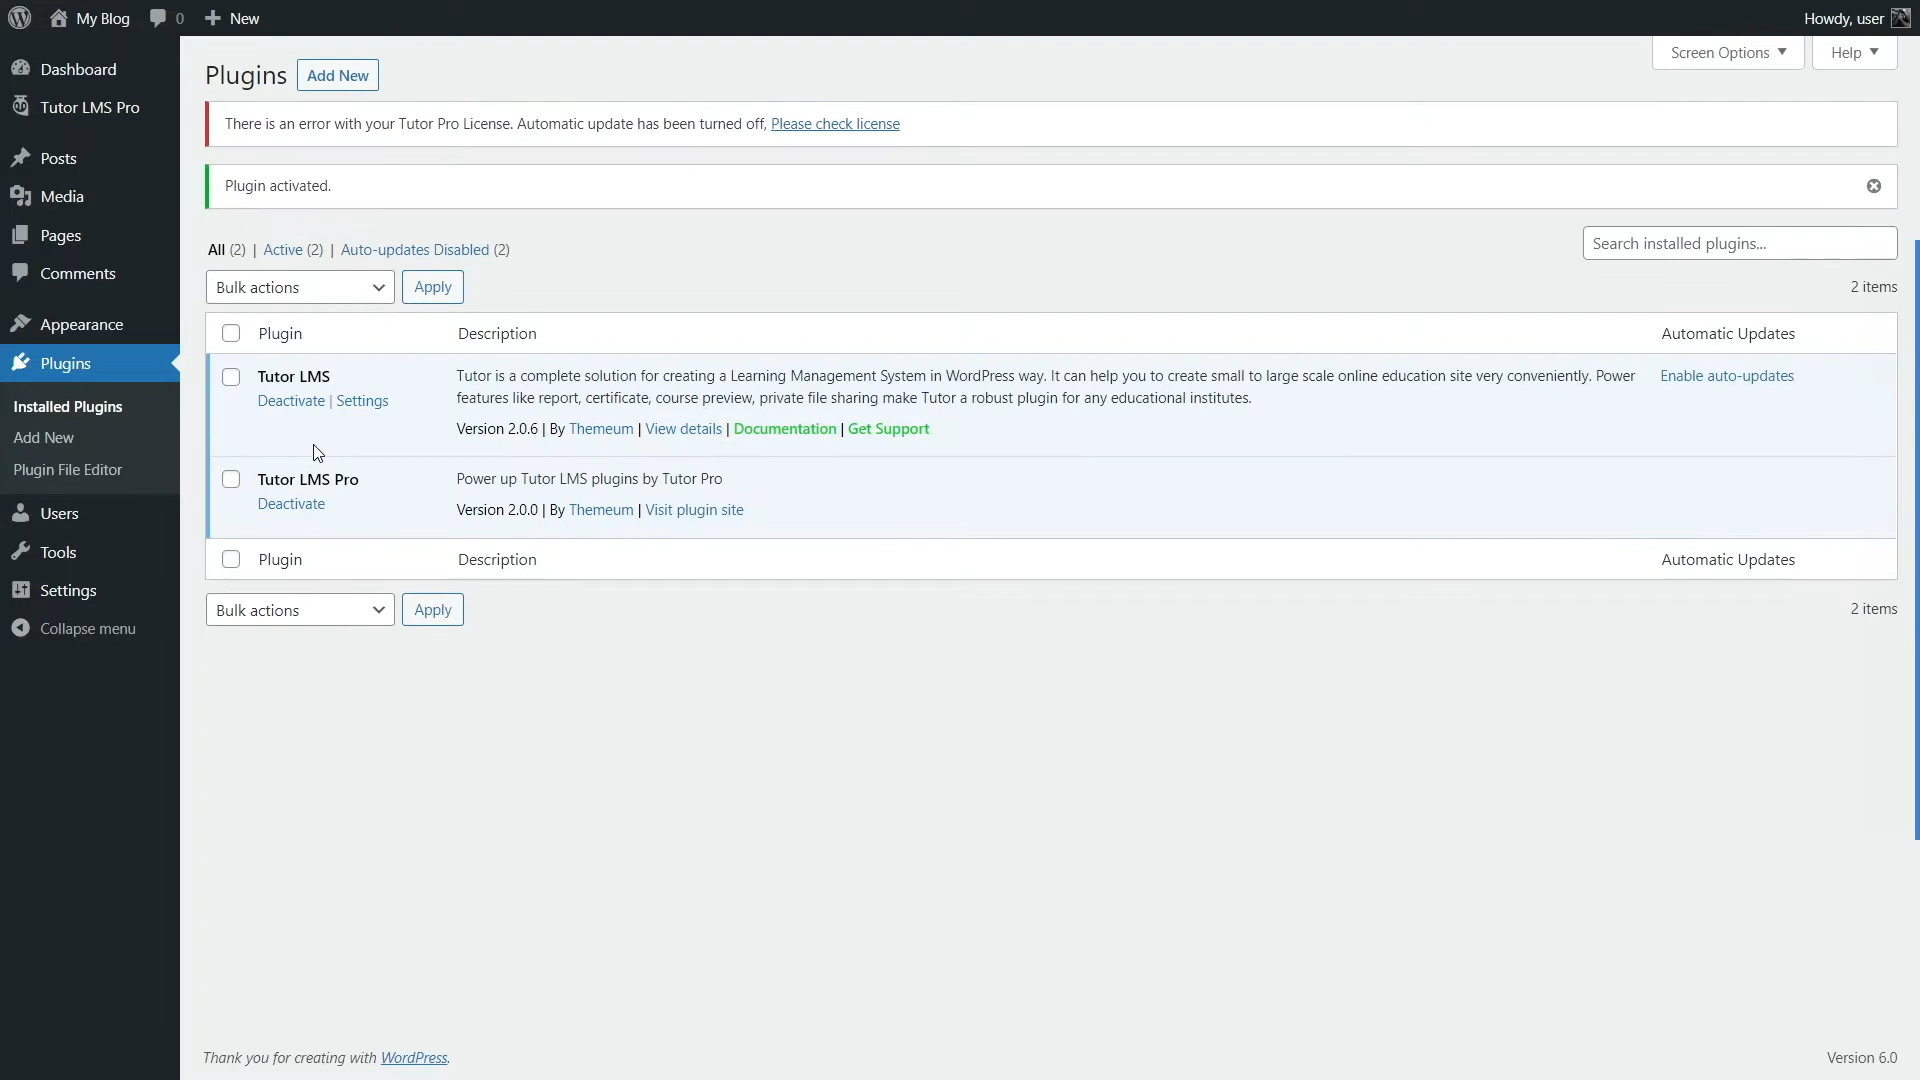 My Blog 0 New Howdy, user
Screen Options Help
Dashboard
Tutor LMS Pro
Posts
Media
Pages
Comments
Appearance
Plugins
Installed Plugins
Add New
Plugin File Editor
Users
Tools
Settings
Collapse menu
Plugins Add New
There is an error with your Tutor Pro License. Automatic update has been turned off, Please check license
Plugin activated.
All (2) | Active (2) | Auto-updates Disabled (2)
Search installed plugins...
Bulk actions Apply 2 items
Plugin Description Automatic Updates
Tutor LMS
Deactivate | Settings
Tutor is a complete solution for creating a Learning Management System in WordPress way. It can help you to create small to large scale online education site very conveniently. Power
features like report, certificate, course preview, private file sharing make Tutor a robust plugin for any educational institutes.
Version 2.0.6 | By Themeum | View details | Documentation | Get Support
Enable auto-updates
Tutor LMS Pro
Deactivate
Power up Tutor LMS plugins by Tutor Pro
Version 2.0.0 | By Themeum | Visit plugin site
Plugin Description Automatic Updates
Bulk actions Apply 2 items
Thank you for creating with WordPress. Version 6.0